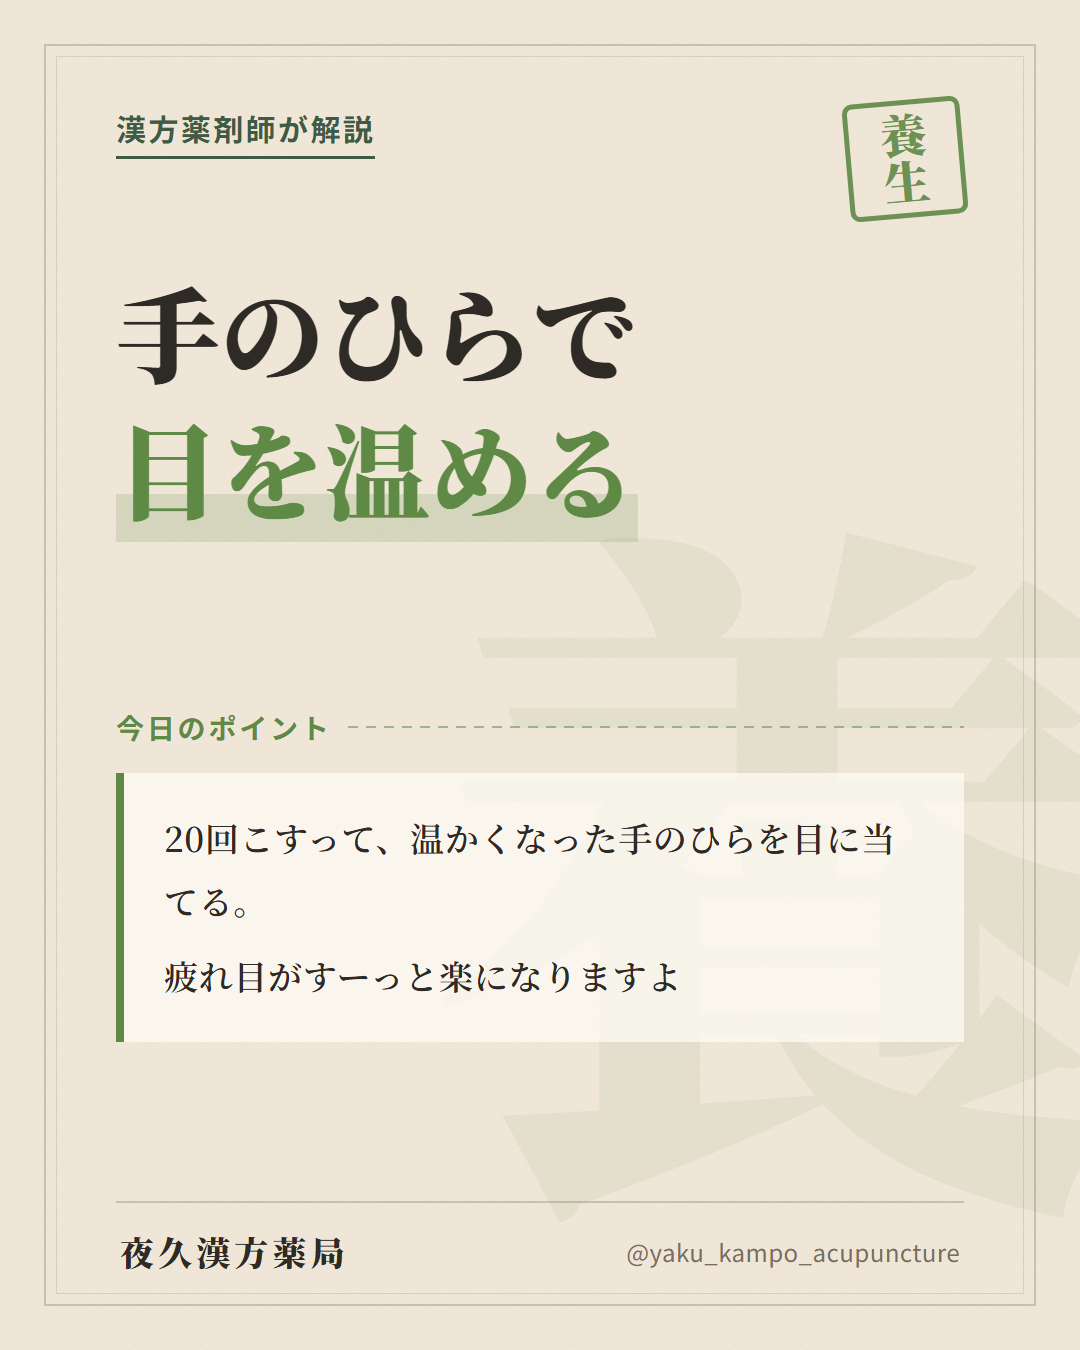 漢方薬剤師が解説
養生
手のひらで
目を温める
今日のポイント
20回こすって、温かくなった手のひらを目に当
てる。
疲れ目がすーっと楽になりますよ
養
夜久漢方薬局
@yaku_kampo_acupuncture